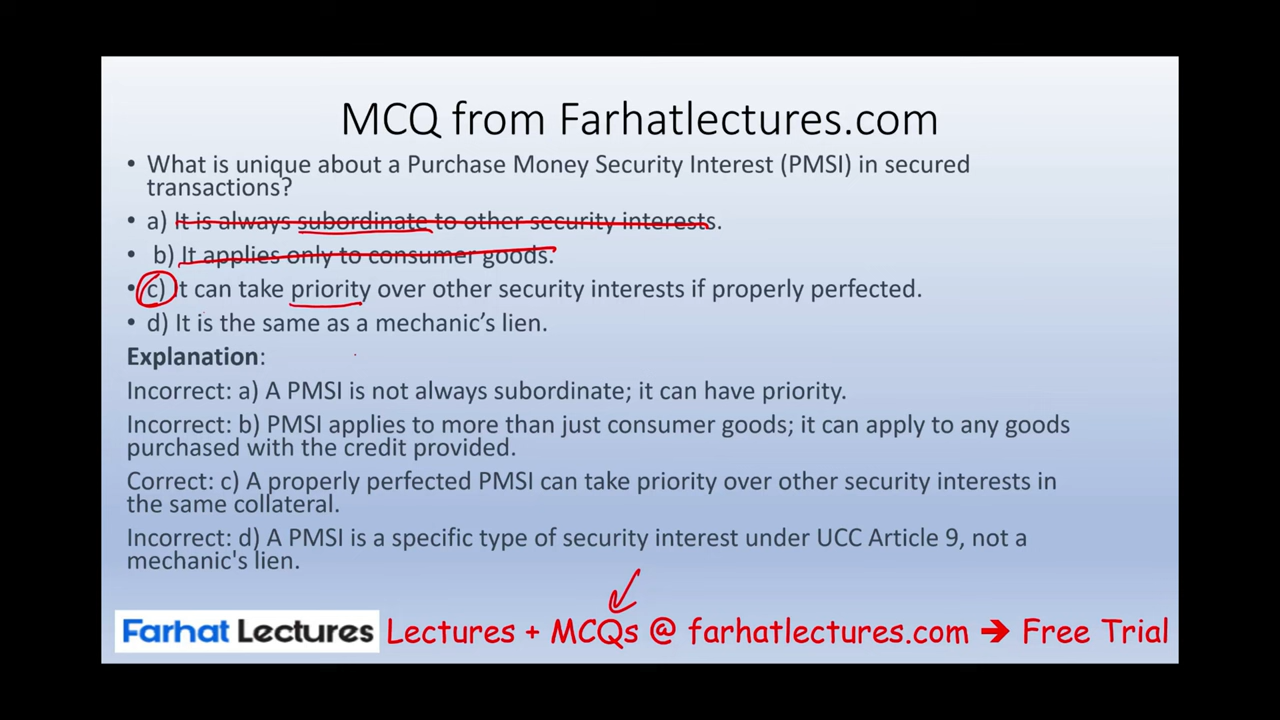 MCQ from Farhatlectures.com
• What is unique about a Purchase Money Security Interest (PMSI) in secured
transactions?
• a) It is always subordinate to other security interests.
• b) It applies only to consumer goods.
• c) It can take priority over other security interests if properly perfected.
• d) It is the same as a mechanic’s lien.
Explanation:
Incorrect: a) A PMSI is not always subordinate; it can have priority.
Incorrect: b) PMSI applies to more than just consumer goods; it can apply to any goods
purchased with the credit provided.
Correct: c) A properly perfected PMSI can take priority over other security interests in
the same collateral.
Incorrect: d) A PMSI is a specific type of security interest under UCC Article 9, not a
mechanic's lien.
Farhat Lectures Lectures + MCQs @ farhatlectures.com ➔ Free Trial